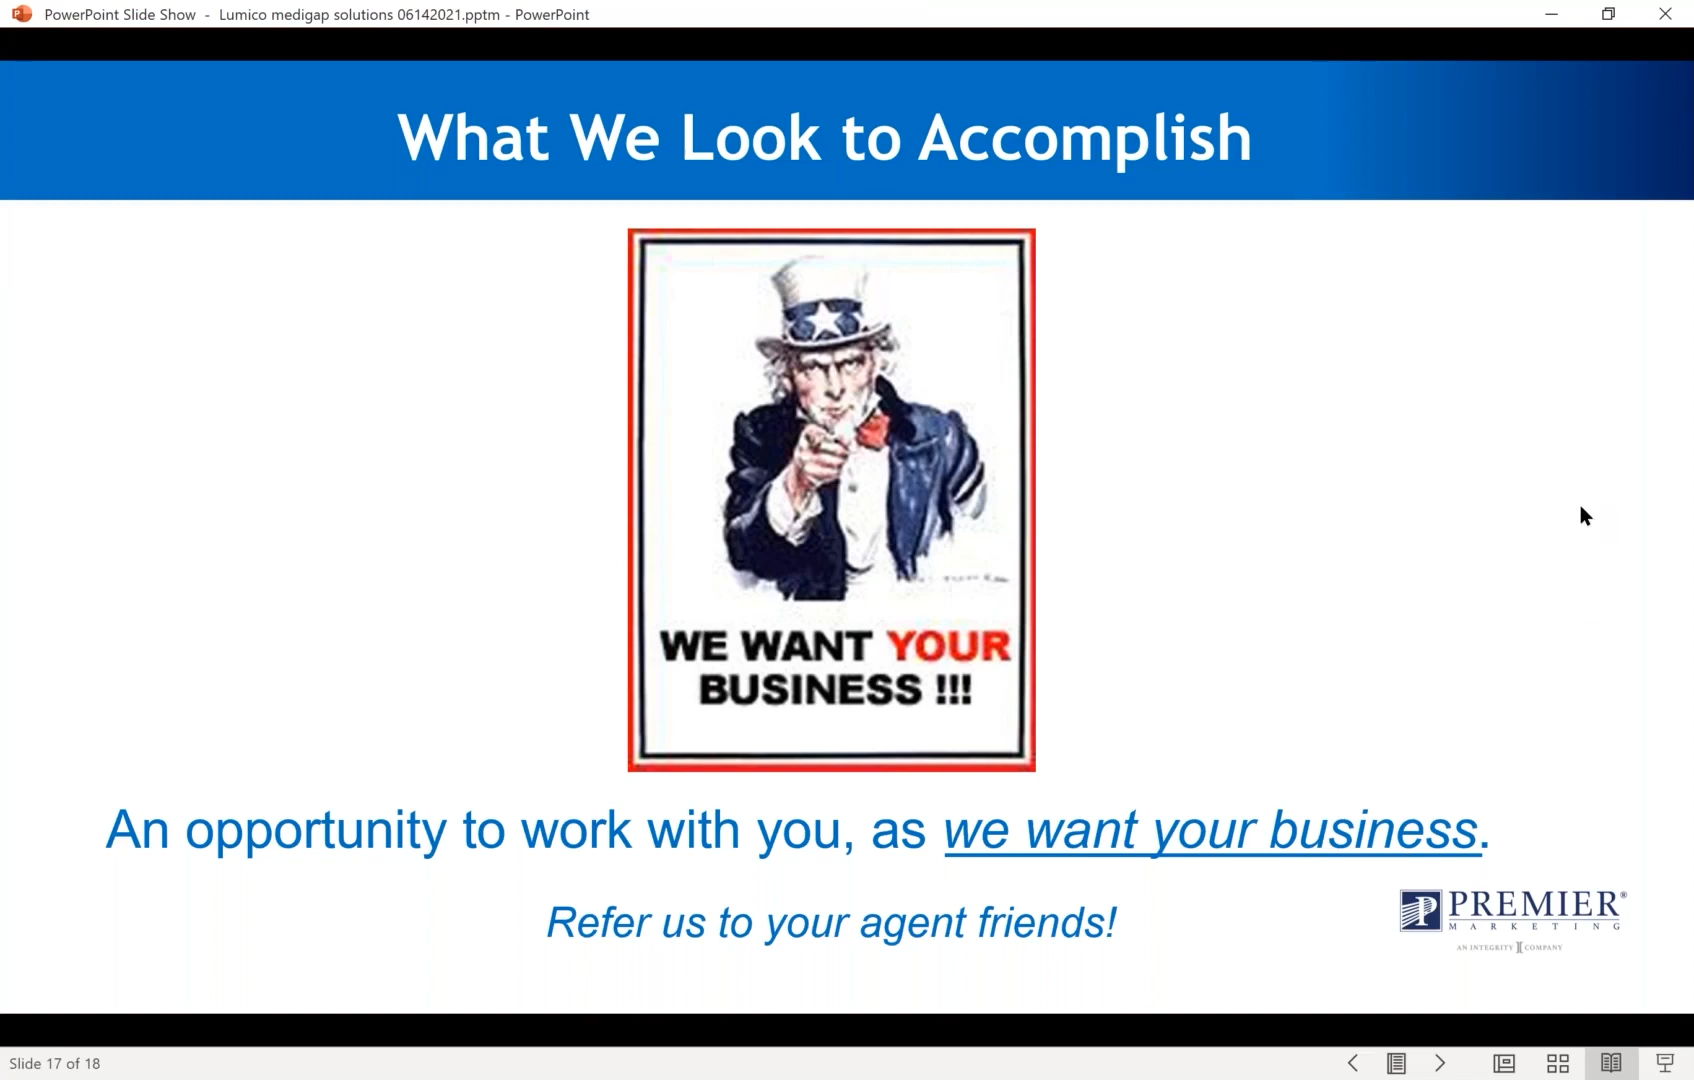 PowerPoint Slide Show - Lumico medigap solutions 06142021.pptm - PowerPoint
What We Look to Accomplish
WE WANT YOUR
BUSINESS !!!
An opportunity to work with you, as we want your business.
Refer us to your agent friends!
PREMIER®
MARKETING
AN INTEGRITY COMPANY
Slide 17 of 18